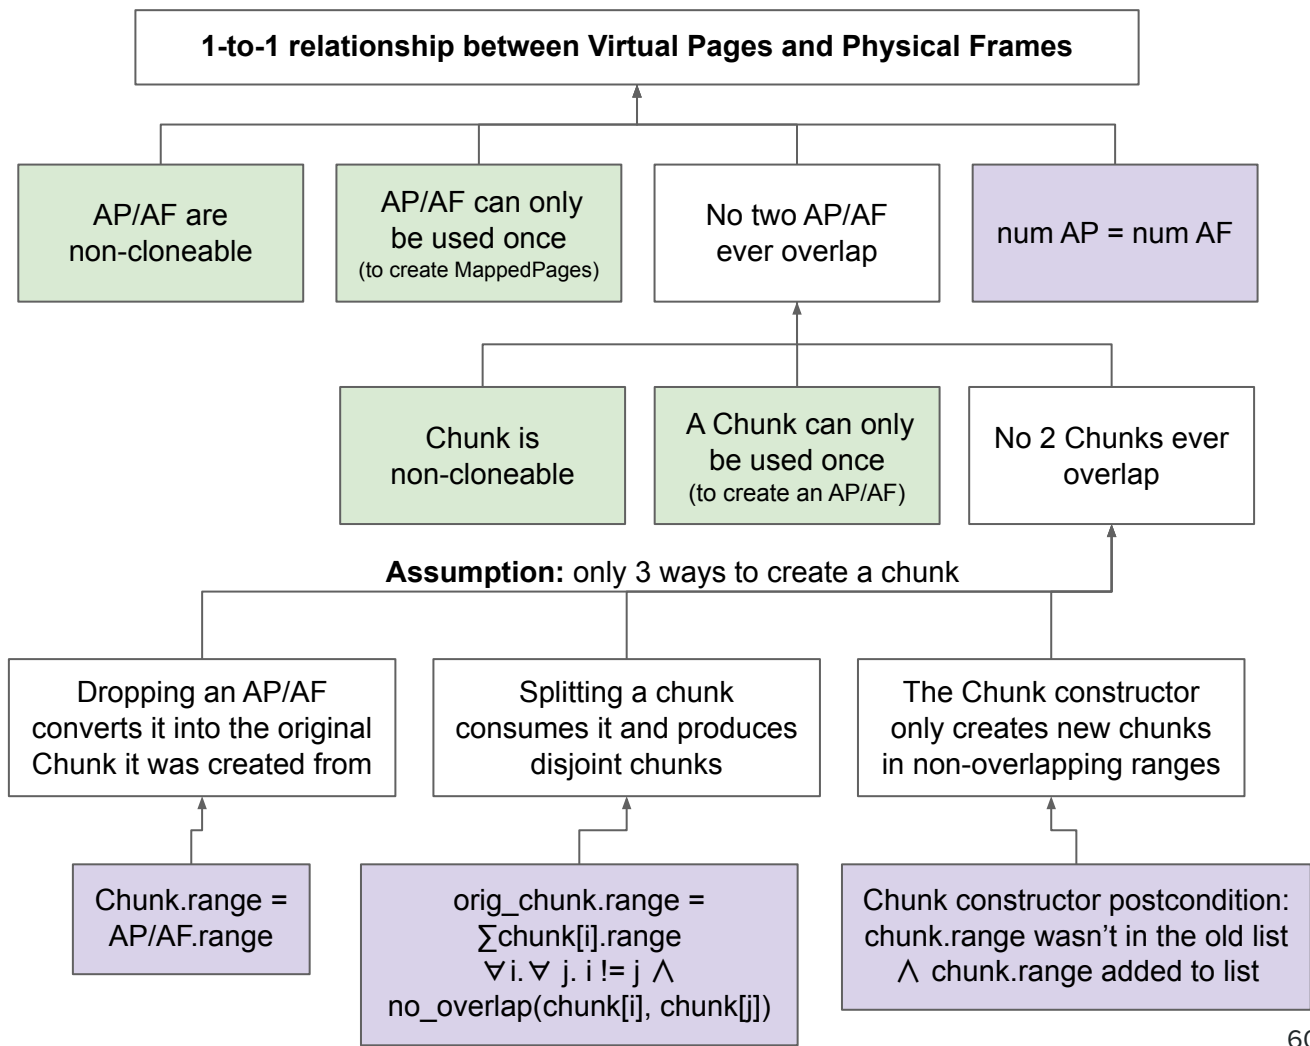 1-to-1 relationship between Virtual Pages and Physical Frames
AP/AF are
non-cloneable
AP/AF can only
be used once
(to create MappedPages)
No two AP/AF
ever overlap
num AP = num AF
Chunk is
non-cloneable
A Chunk can only
be used once
(to create an AP/AF)
No 2 Chunks ever
overlap
Assumption: only 3 ways to create a chunk
Dropping an AP/AF
converts it into the original
Chunk it was created from
Splitting a chunk
consumes it and produces
disjoint chunks
The Chunk constructor
only creates new chunks
in non-overlapping ranges
Chunk.range =
AP/AF.range
orig_chunk.range =
∑chunk[i].range
∀ i. ∀ j. i != j ∧
no_overlap(chunk[i], chunk[j])
Chunk constructor postcondition:
chunk.range wasn't in the old list
∧ chunk.range added to list
60